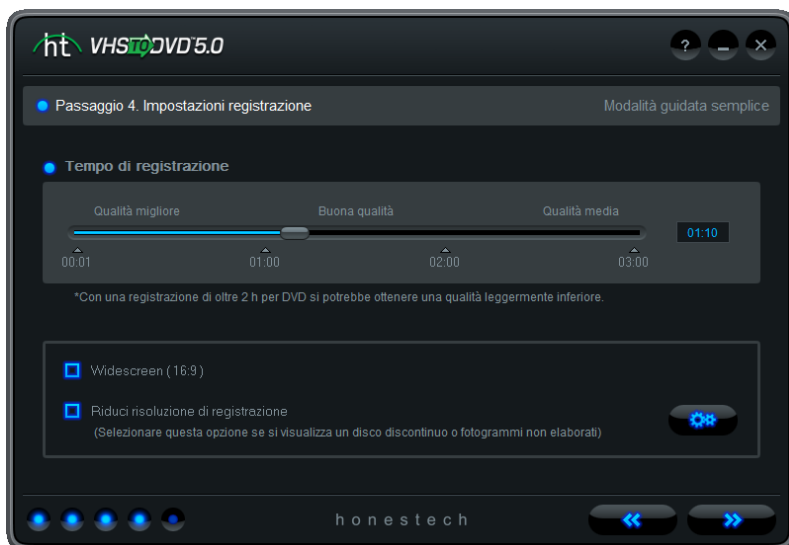 ht VHS TO DVD™ 5.0
?
Passaggio 4. Impostazioni registrazione
Modalità guidata semplice
Tempo di registrazione
Qualità migliore Buona qualità Qualità media
01:10
00:01 01:00 02:00 03:00
*Con una registrazione di oltre 2 h per DVD si potrebbe ottenere una qualità leggermente inferiore.
Widescreen ( 16:9 )
Riduci risoluzione di registrazione
(Selezionare questa opzione se si visualizza un disco discontinuo o fotogrammi non elaborati)
honestech